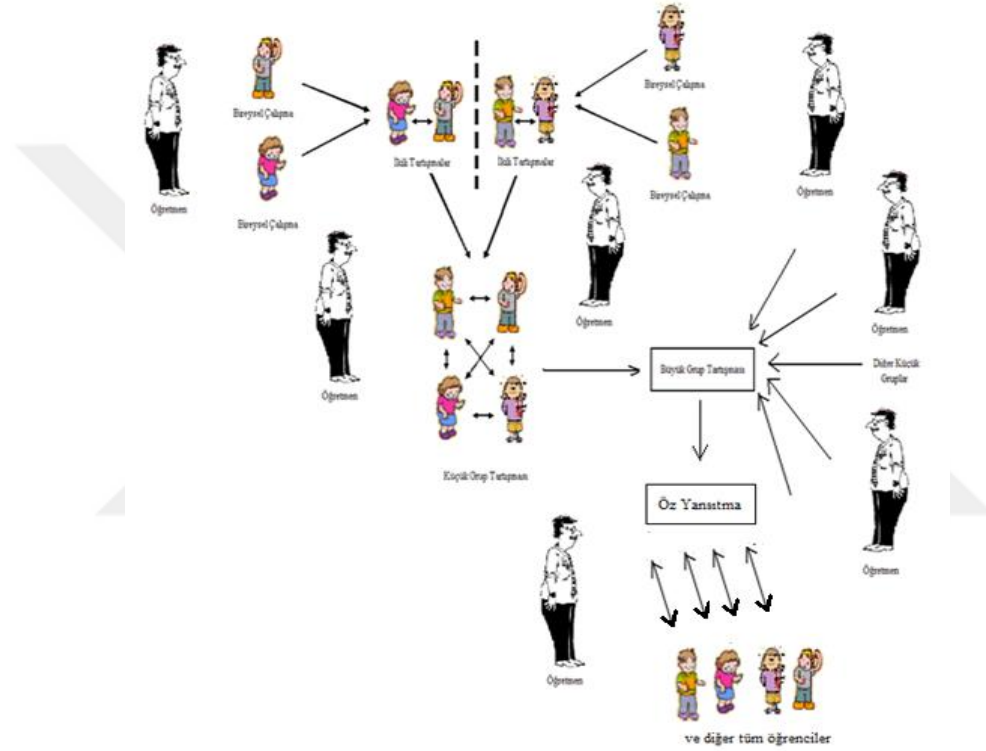 Bireysel Çalışma
Bireysel Çalışma
İkili Tartışmalar
İkili Tartışmalar
Bireysel Çalışma
Bireysel Çalışma
Öğretmen
Öğretmen
Öğretmen
Öğretmen
Öğretmen
Diğer Küçük
Gruplar
Büyük Grup Tartışması
Küçük Grup Tartışması
Öz Yansıtma
Öğretmen
Öğretmen
ve diğer tüm öğrenciler